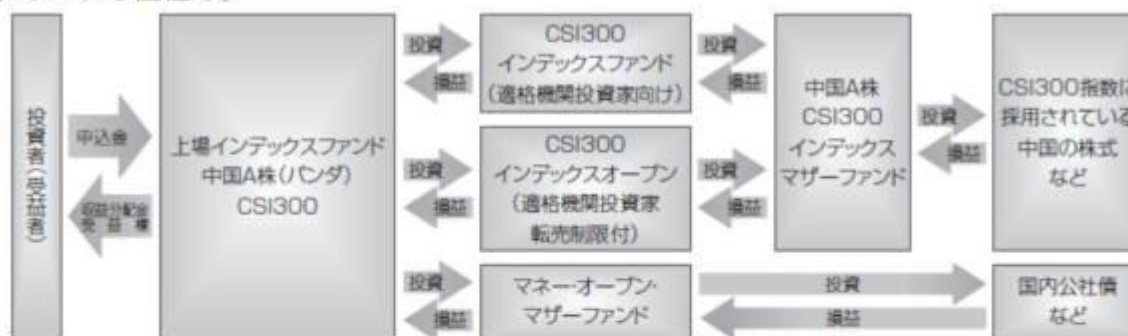 投資者(受益者)
申込金
収益分配金
受益権
上場インデックスファンド
中国A株(パンダ)
CSI300
投資
損益
CSI300
インデックスファンド
(適格機関投資家向け)
投資
損益
投資
損益
CSI300
インデックスオープン
(適格機関投資家
転売制限付)
投資
損益
中国A株
CSI300
インデックス
マザーファンド
投資
損益
CSI300指数に
採用されている
中国の株式
など
投資
損益
マネー・オープン・
マザーファンド
投資
損益
国内公社債
など